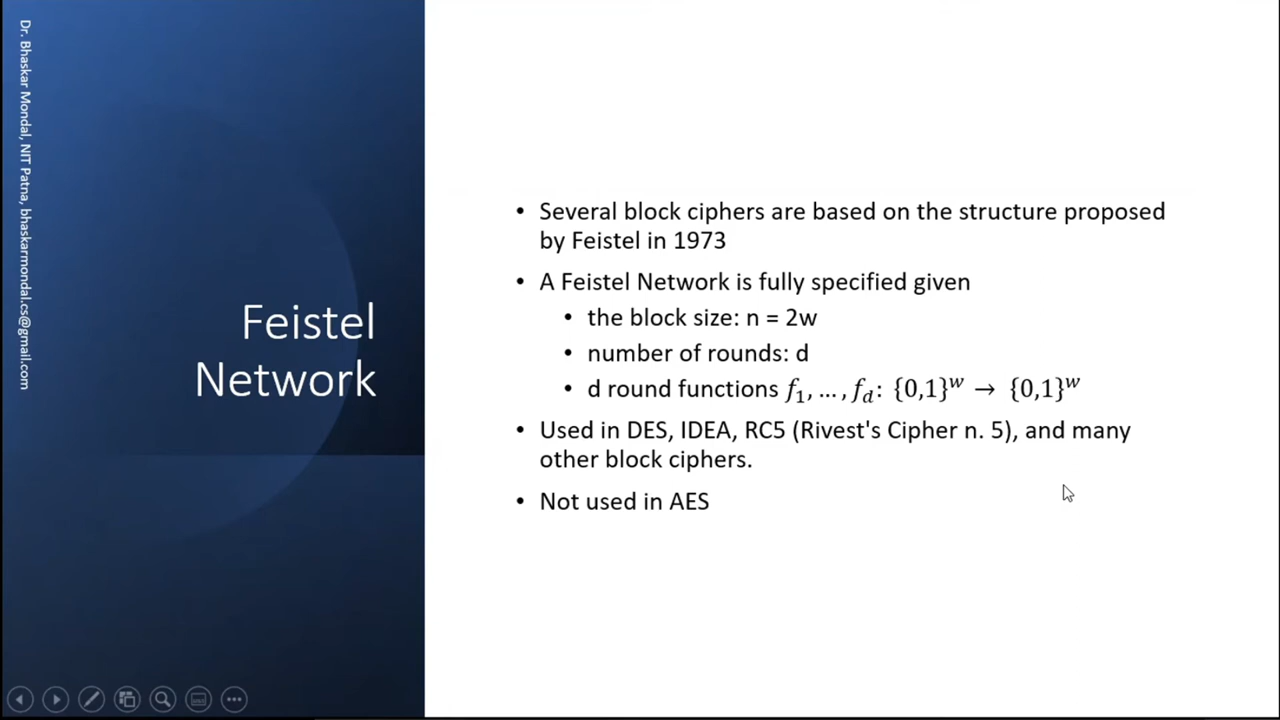 Dr. Bhaskar Mondal, NIT Patna, bhaskarmondal.cs@gmail.com
Feistel
Network
• Several block ciphers are based on the structure proposed
by Feistel in 1973
• A Feistel Network is fully specified given
• the block size: n = 2w
• number of rounds: d
• d round functions f₁, … , f_d: {0,1}ʷ → {0,1}ʷ
• Used in DES, IDEA, RC5 (Rivest's Cipher n. 5), and many
other block ciphers.
• Not used in AES